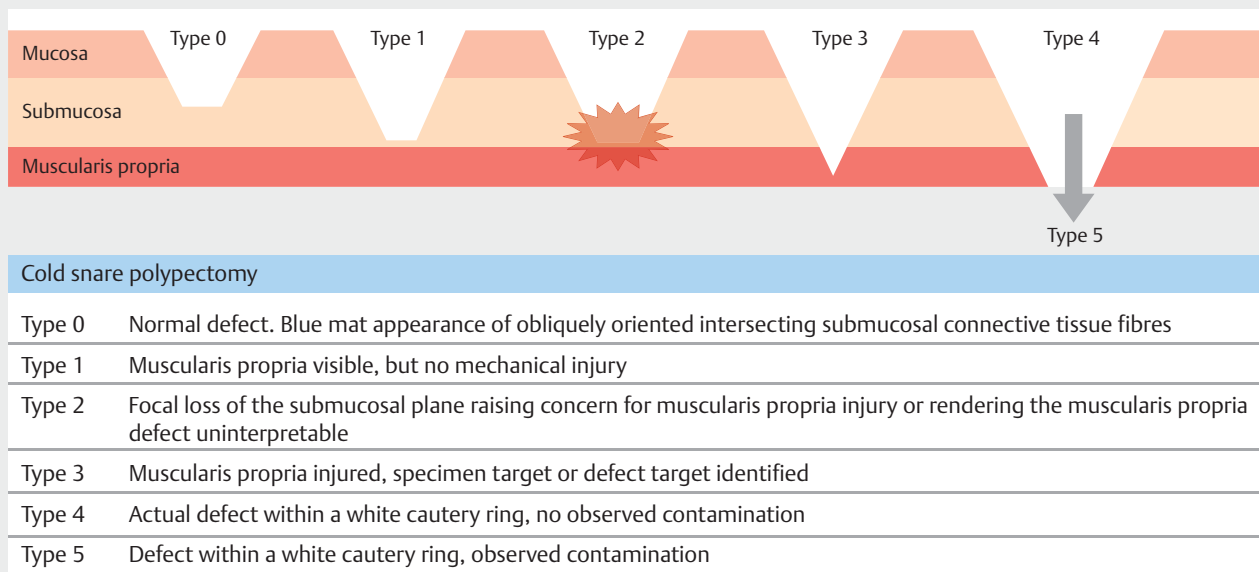 Type 0 Type 1 Type 2 Type 3 Type 4
Mucosa
Submucosa
Muscularis propria
Type 5
Cold snare polypectomy
Type 0 Normal defect. Blue mat appearance of obliquely oriented intersecting submucosal connective tissue fibres
Type 1 Muscularis propria visible, but no mechanical injury
Type 2 Focal loss of the submucosal plane raising concern for muscularis propria injury or rendering the muscularis propria
defect uninterpretable
Type 3 Muscularis propria injured, specimen target or defect target identified
Type 4 Actual defect within a white cautery ring, no observed contamination
Type 5 Defect within a white cautery ring, observed contamination